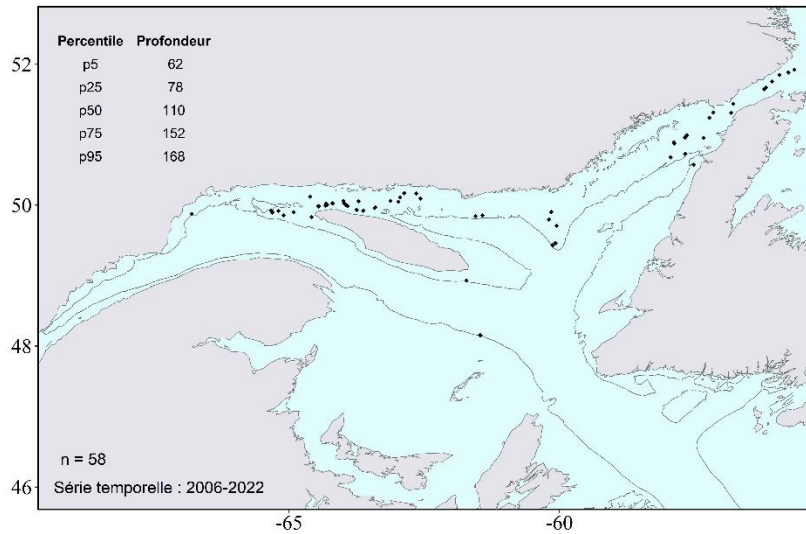 Percentile Profondeur
p5 62
p25 78
p50 110
p75 152
p95 168
52
50
48
46
n = 58
Série temporelle : 2006-2022
-65 -60